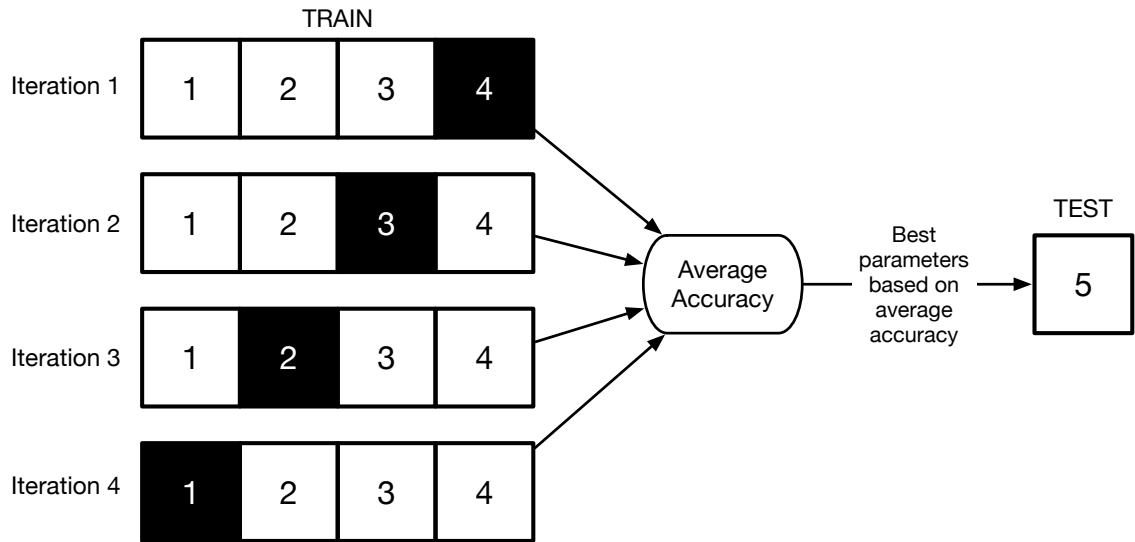 TRAIN
Iteration 1
1 2 3 4
Iteration 2
1 2 3 4
Iteration 3
1 2 3 4
Iteration 4
1 2 3 4
Average
Accuracy
Best
parameters
based on
average
accuracy
TEST
5